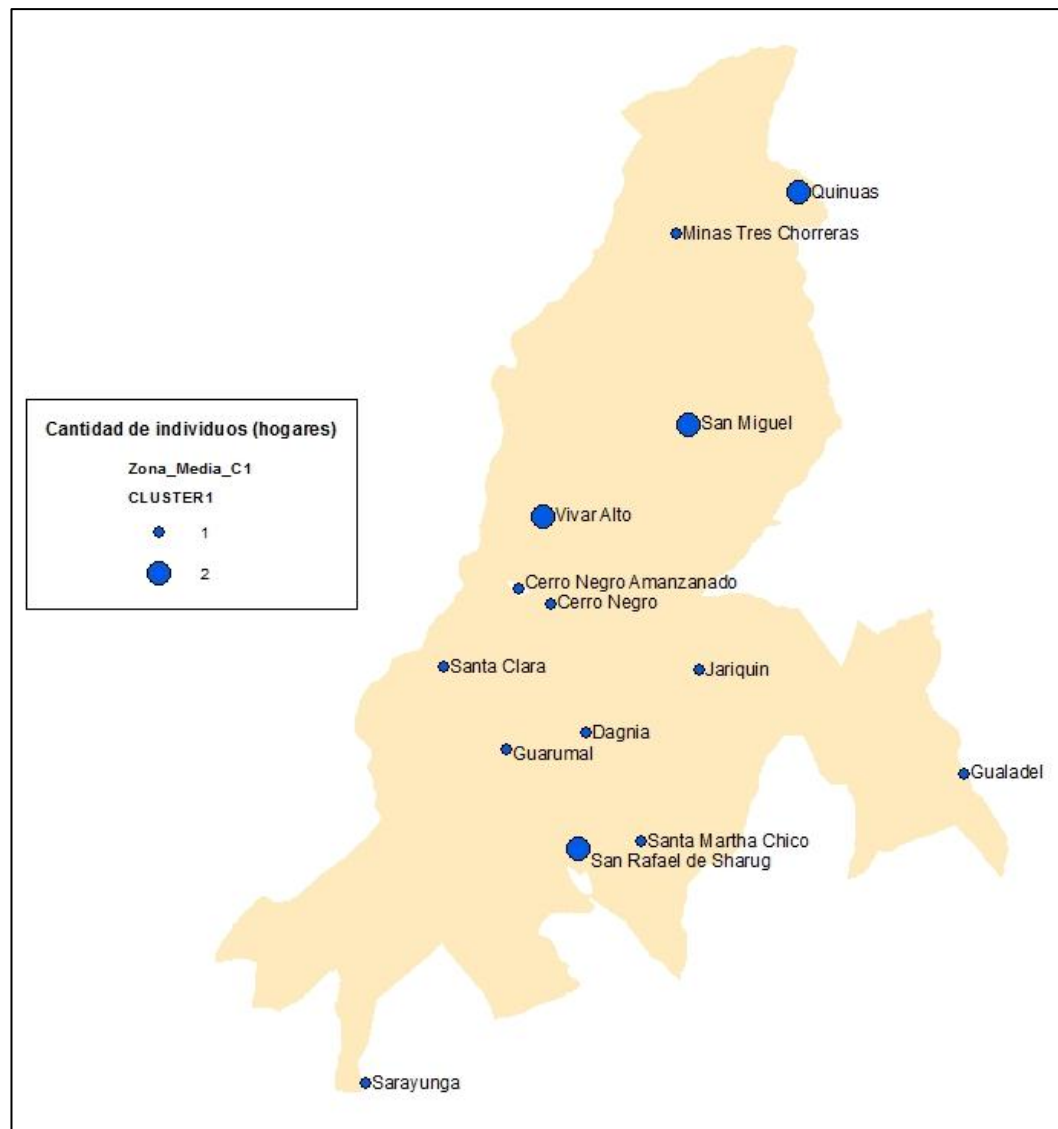 Quinuas
Minas Tres Chorreras
San Miguel
Cantidad de individuos (hogares)
Zona_Media_C1
CLUSTER1
1
2
Vivar Alto
Cerro Negro Amanzanado
Cerro Negro
Santa Clara
Jariquin
Dagnia
Guarumal
Gualadel
Santa Martha Chico
San Rafael de Sharug
Sarayunga